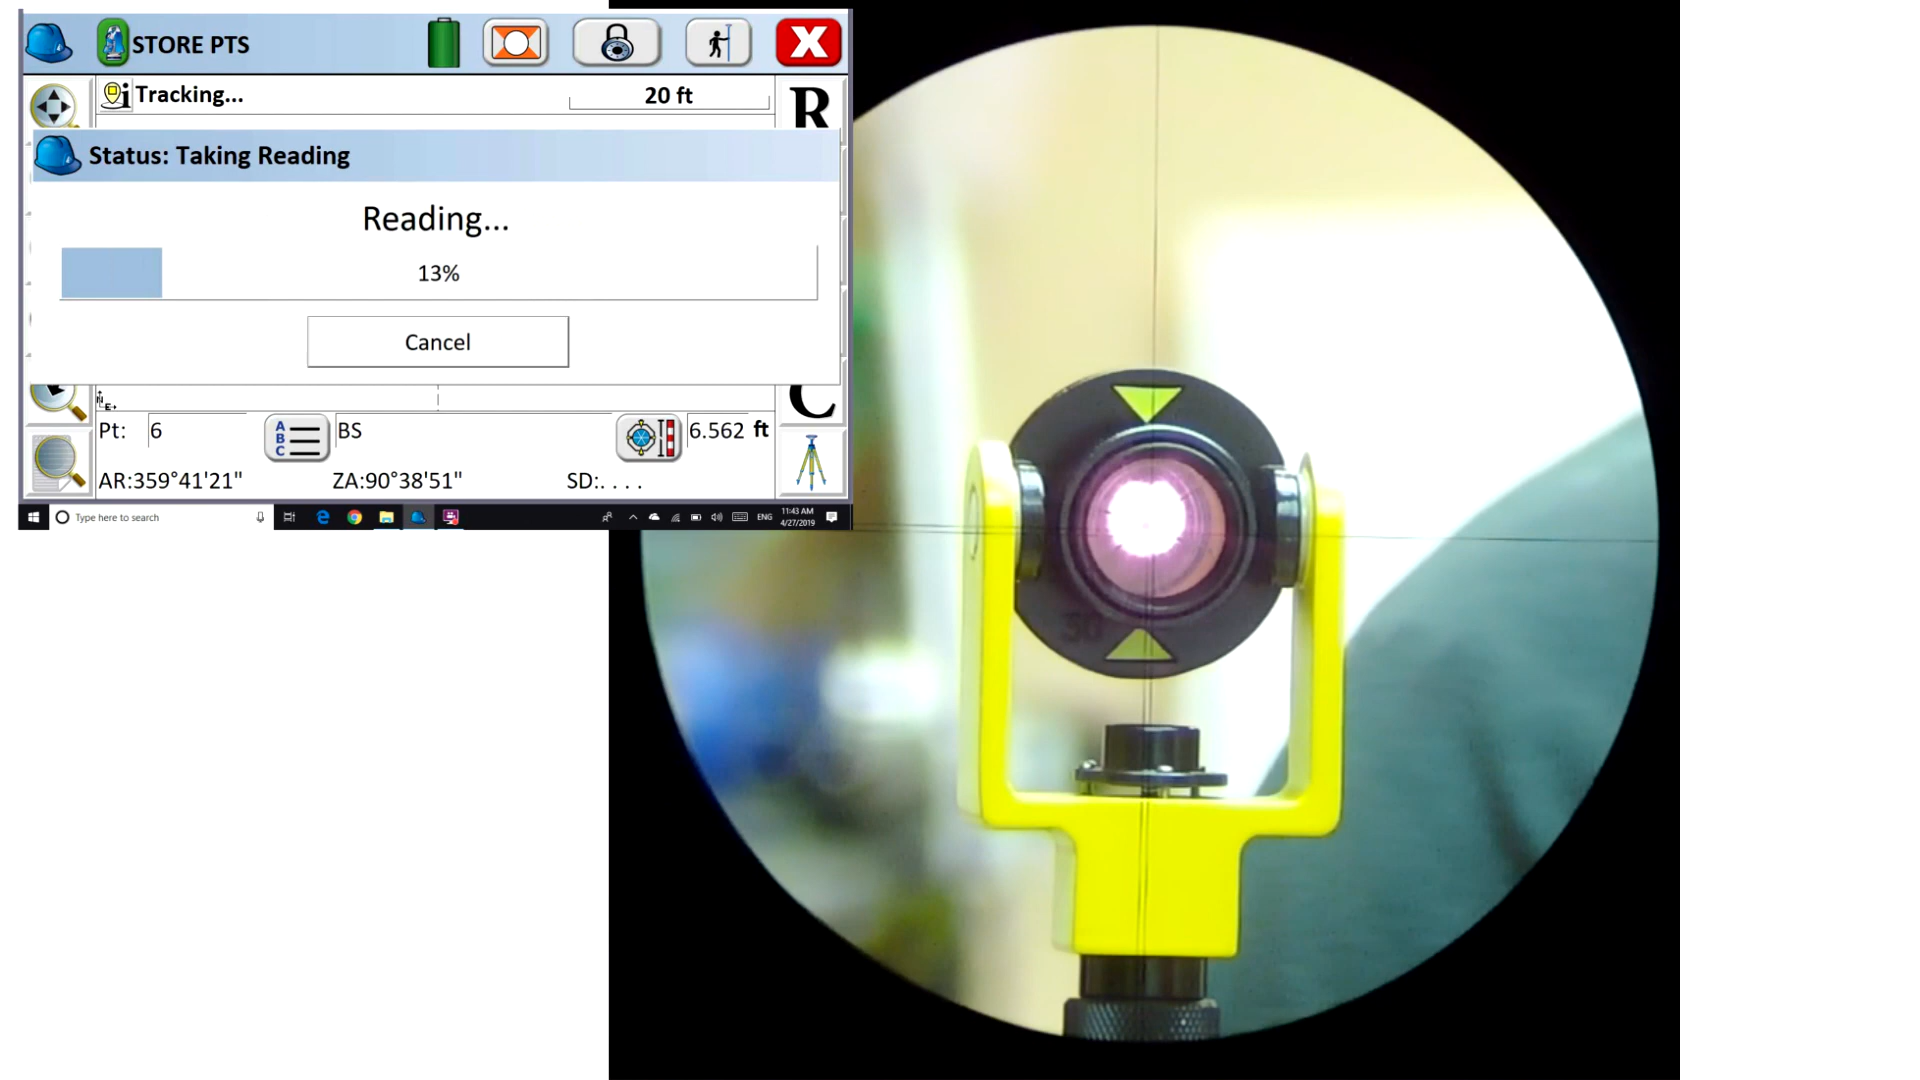 STORE PTS
Tracking...
20 ft
R
Status: Taking Reading
Reading...
13%
Cancel
C
N
E
Pt: 6
A
B
C
BS
6.562 ft
AR:359°41'21"
ZA:90°38'51"
SD:. . . .
Type here to search
ENG
11:43 AM
4/27/2019